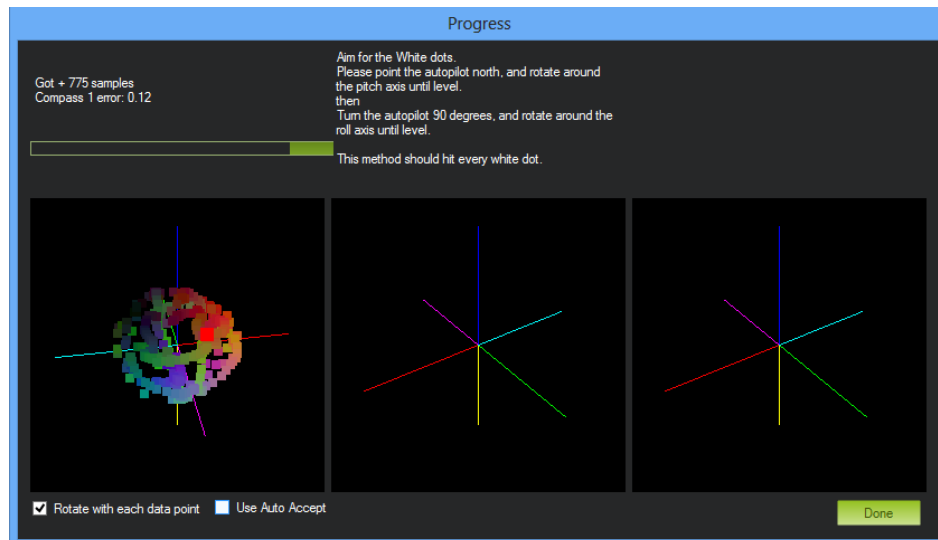 Progress
Got + 775 samples
Compass 1 error: 0.12
Aim for the White dots.
Please point the autopilot north, and rotate around
the pitch axis until level.
then
Turn the autopilot 90 degrees, and rotate around the
roll axis until level.
This method should hit every white dot.
Rotate with each data point
Use Auto Accept
Done